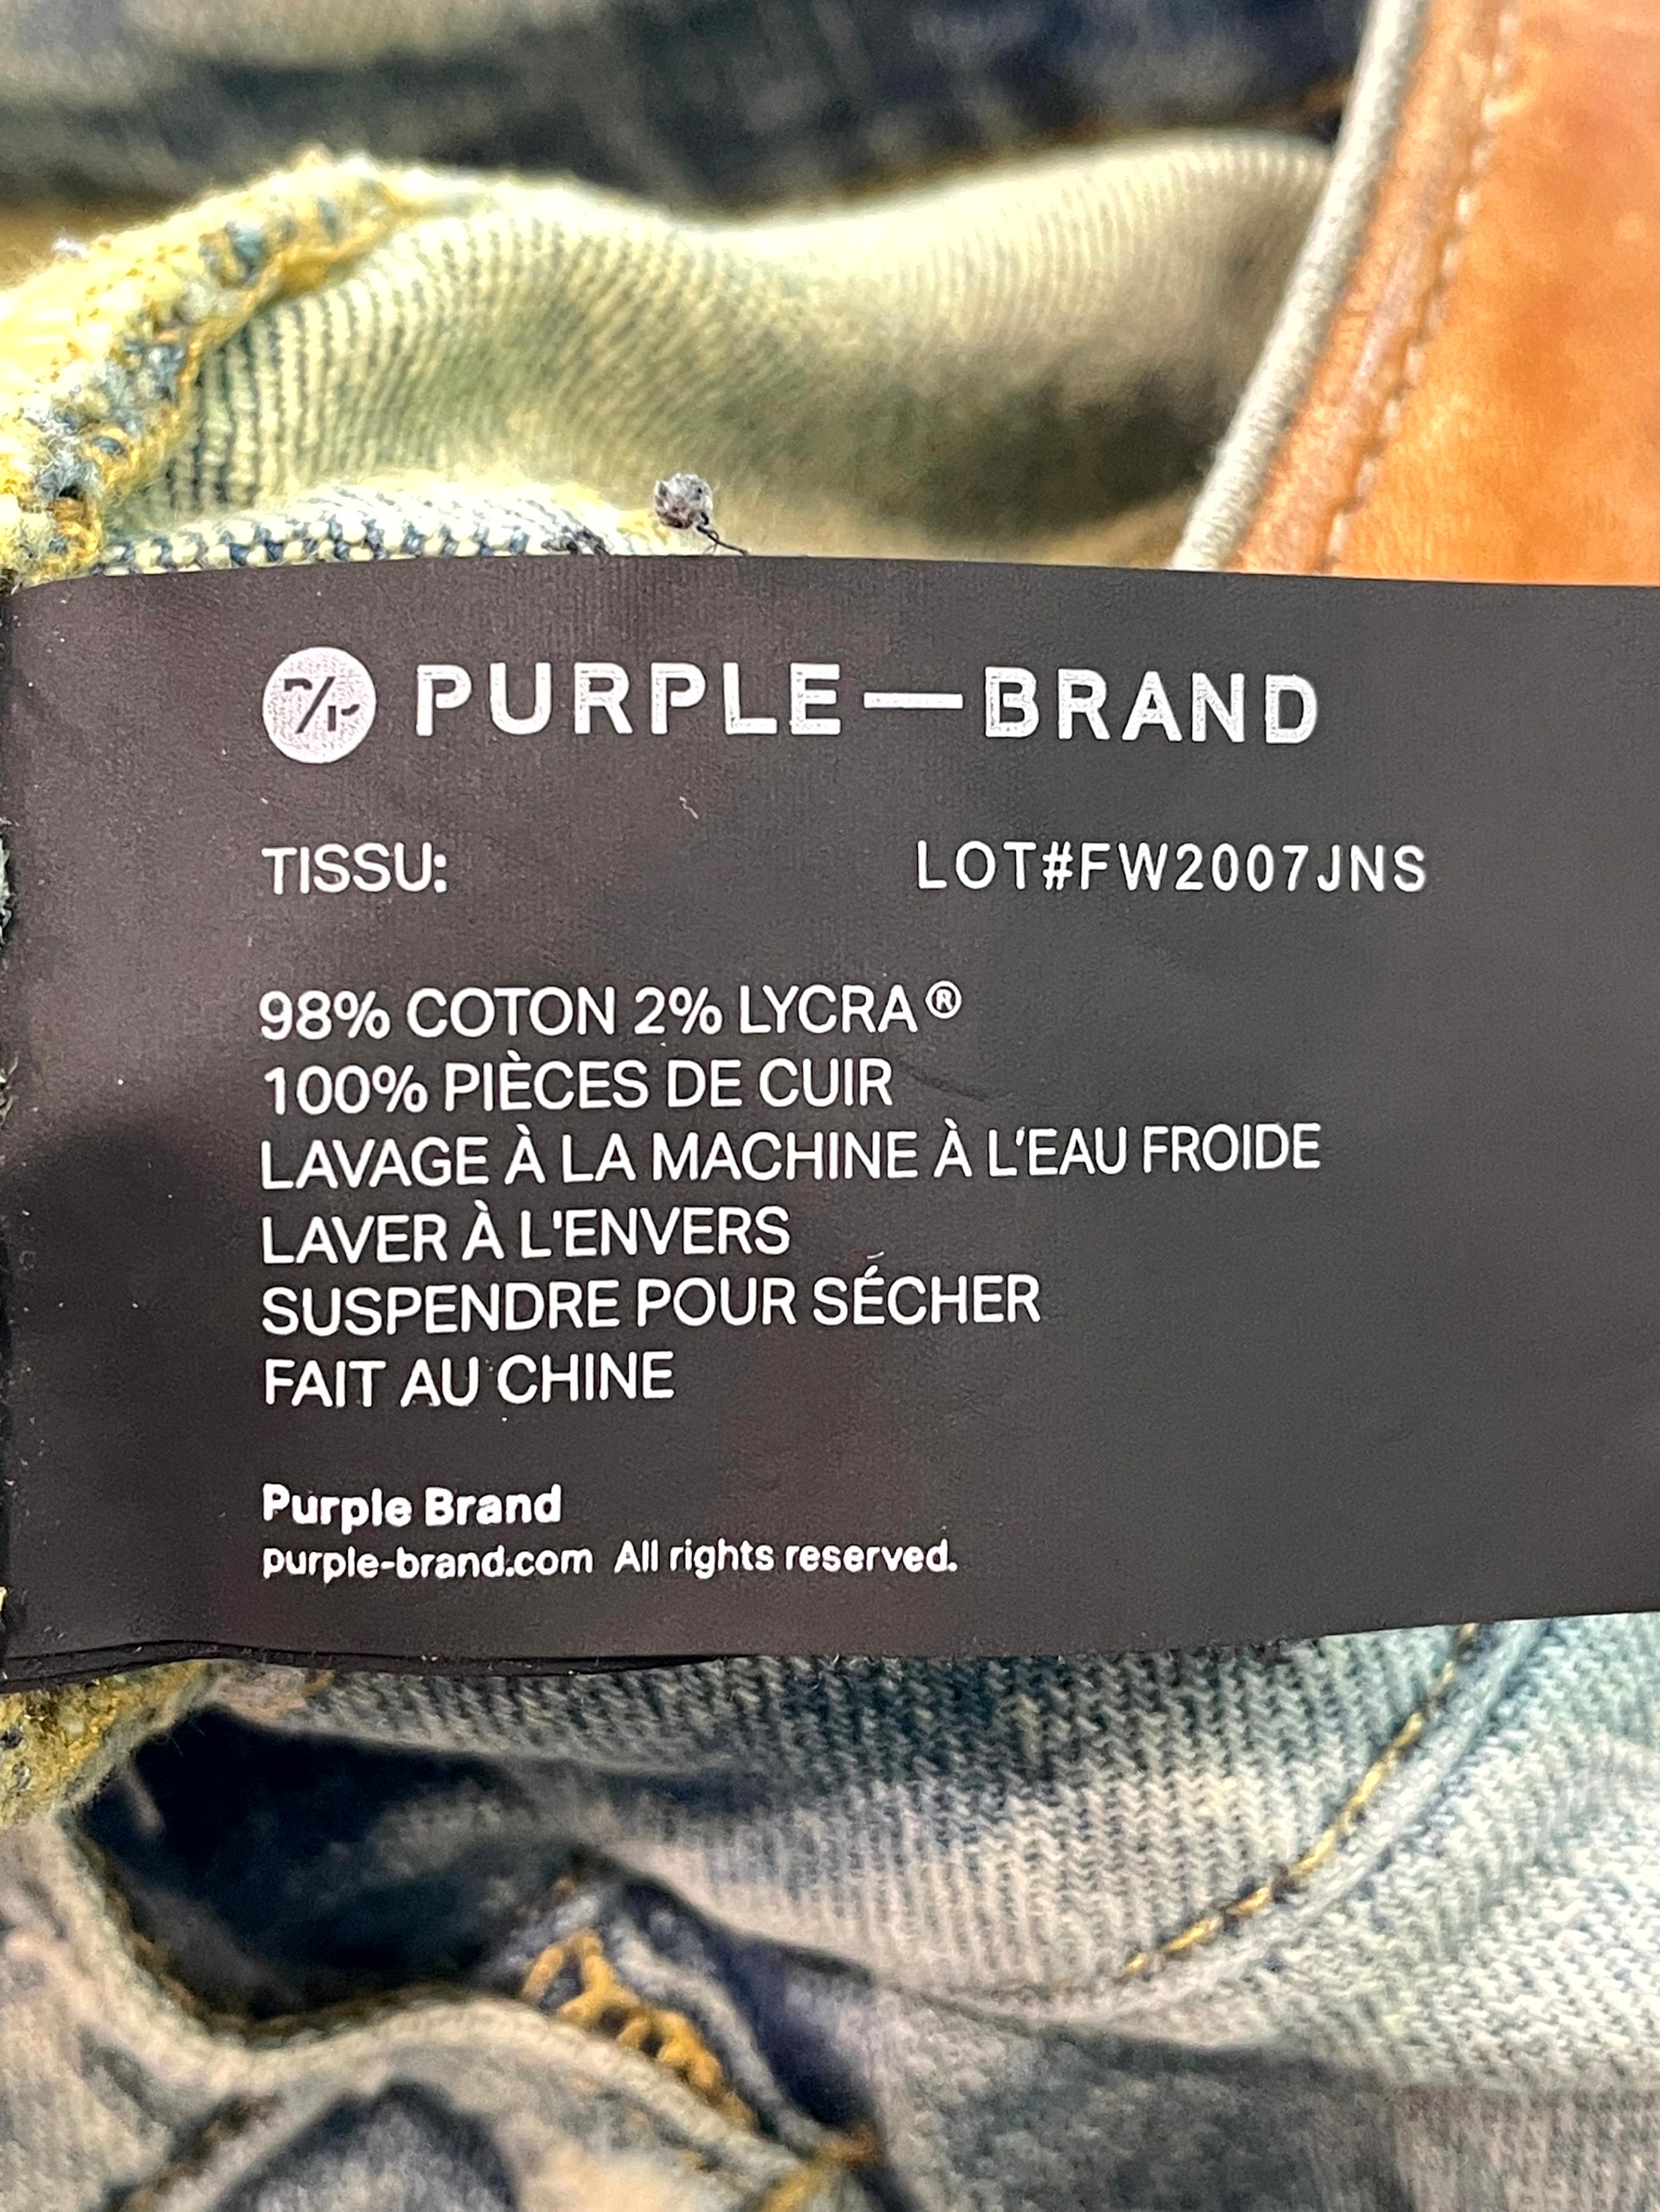 PURPLE—BRAND
TISSU: LOT#FW2007JNS
98% COTON 2% LYCRA®
100% PIÈCES DE CUIR
LAVAGE À LA MACHINE À L'EAU FROIDE
LAVER À L'ENVERS
SUSPENDRE POUR SÉCHER
FAIT AU CHINE
Purple Brand
purple-brand.com All rights reserved.